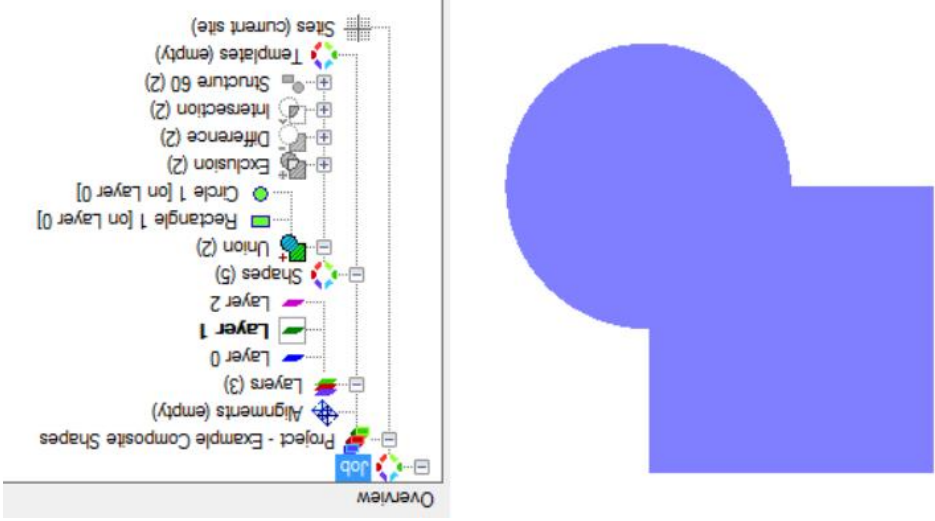 Overview
Job
Project - Example Composite Shapes
Alignments (empty)
Layers (3)
Layer 0
Layer 1
Layer 2
Shapes (5)
Union (2)
Rectangle 1 [on Layer 0]
Circle 1 [on Layer 0]
Exclusion (2)
Difference (2)
Intersection (2)
Structure 60 (2)
Templates (empty)
Sites (current site)